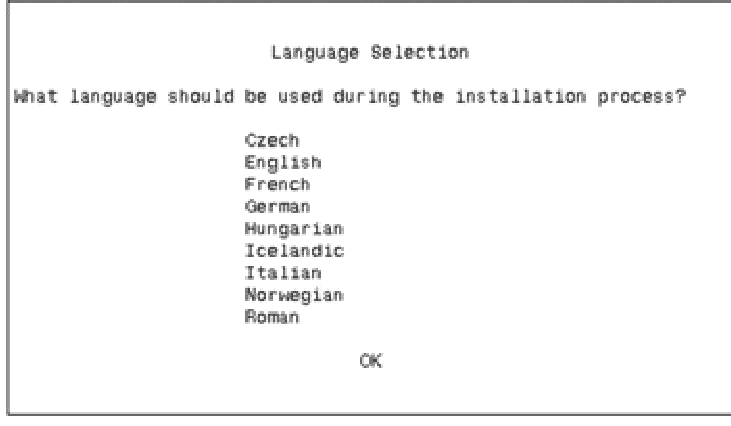 Language Selection
What language should be used during the installation process?
Czech
English
French
German
Hungarian
Icelandic
Italian
Norwegian
Roman
OK